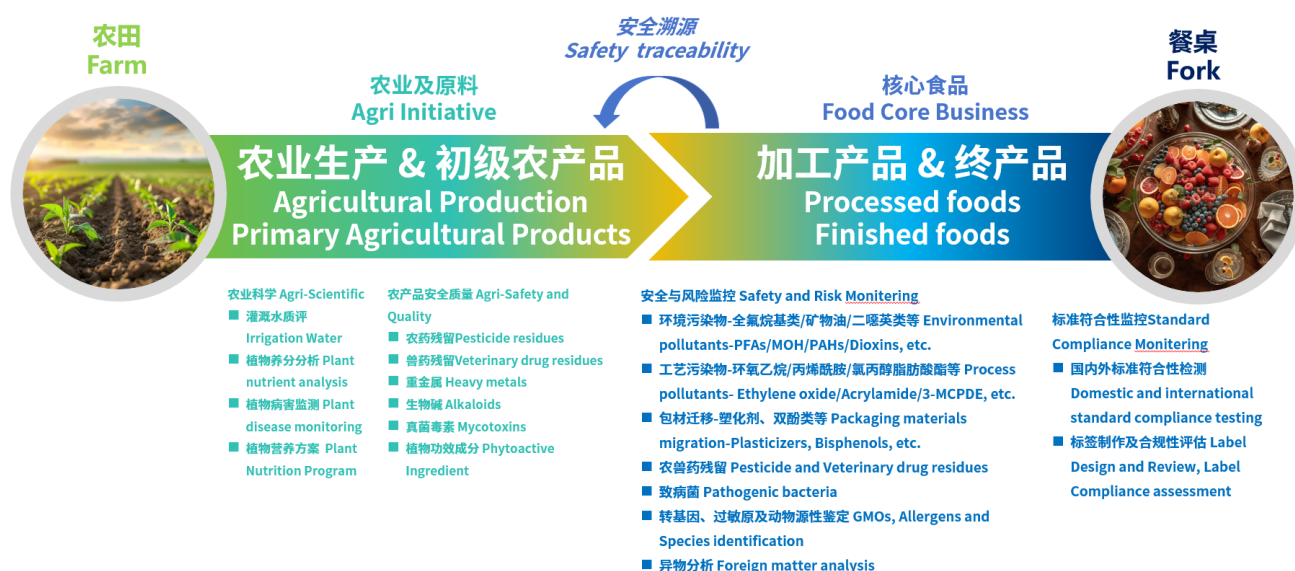 农田
Farm
安全溯源
Safety traceability
餐桌
Fork
农业及原料
Agri Initiative
核心食品
Food Core Business
农业生产 & 初级农产品
Agricultural Production
Primary Agricultural Products
加工产品 & 终产品
Processed foods
Finished foods
农业科学 Agri-Scientific
■ 灌溉水质评
Irrigation Water
■ 植物养分分析 Plant
nutrient analysis
■ 植物病害监测 Plant
disease monitoring
■ 植物营养方案 Plant
Nutrition Program
农产品安全质量 Agri-Safety and
Quality
■ 农药残留Pesticide residues
■ 兽药残留Veterinary drug residues
■ 重金属 Heavy metals
■ 生物碱 Alkaloids
■ 真菌毒素 Mycotoxins
■ 植物功效成分 Phytoactive
Ingredient
安全与风险监控 Safety and Risk Monitering
■ 环境污染物-全氟烷基类/矿物油/二噁英类等 Environmental
pollutants-PFAs/MOH/PAHs/Dioxins, etc.
■ 工艺污染物-环氧乙烷/丙烯酰胺/氯丙醇脂肪酸酯等 Process
pollutants- Ethylene oxide/Acrylamide/3-MCPDE, etc.
■ 包材迁移-塑化剂、双酚类等 Packaging materials
migration-Plasticizers, Bisphenols, etc.
■ 农兽药残留 Pesticide and Veterinary drug residues
■ 致病菌 Pathogenic bacteria
■ 转基因、过敏原及动物源性鉴定 GMOs, Allergens and
Species identification
■ 异物分析 Foreign matter analysis
标准符合性监控Standard
Compliance Monitering
■ 国内外标准符合性检测
Domestic and international
standard compliance testing
■ 标签制作及合规性评估 Label
Design and Review, Label
Compliance assessment